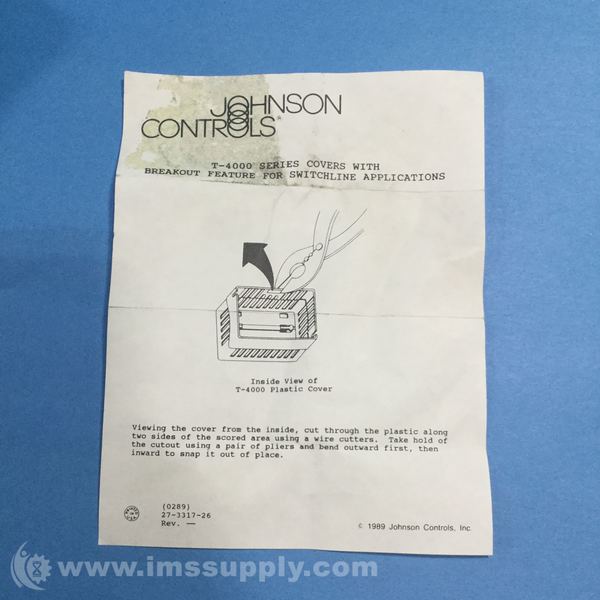 JOHNSON
CONTROLS®
T-4000 SERIES COVERS WITH
BREAKOUT FEATURE FOR SWITCHLINE APPLICATIONS
Inside View of
T-4000 Plastic Cover
Viewing the cover from the inside, cut through the plastic along
two sides of the scored area using a wire cutters. Take hold of
the cutout using a pair of pliers and bend outward first, then
inward to snap it out of place.
(0289)
27-3317-26
Rev. —
© 1989 Johnson Controls, Inc.
www.imssupply.com